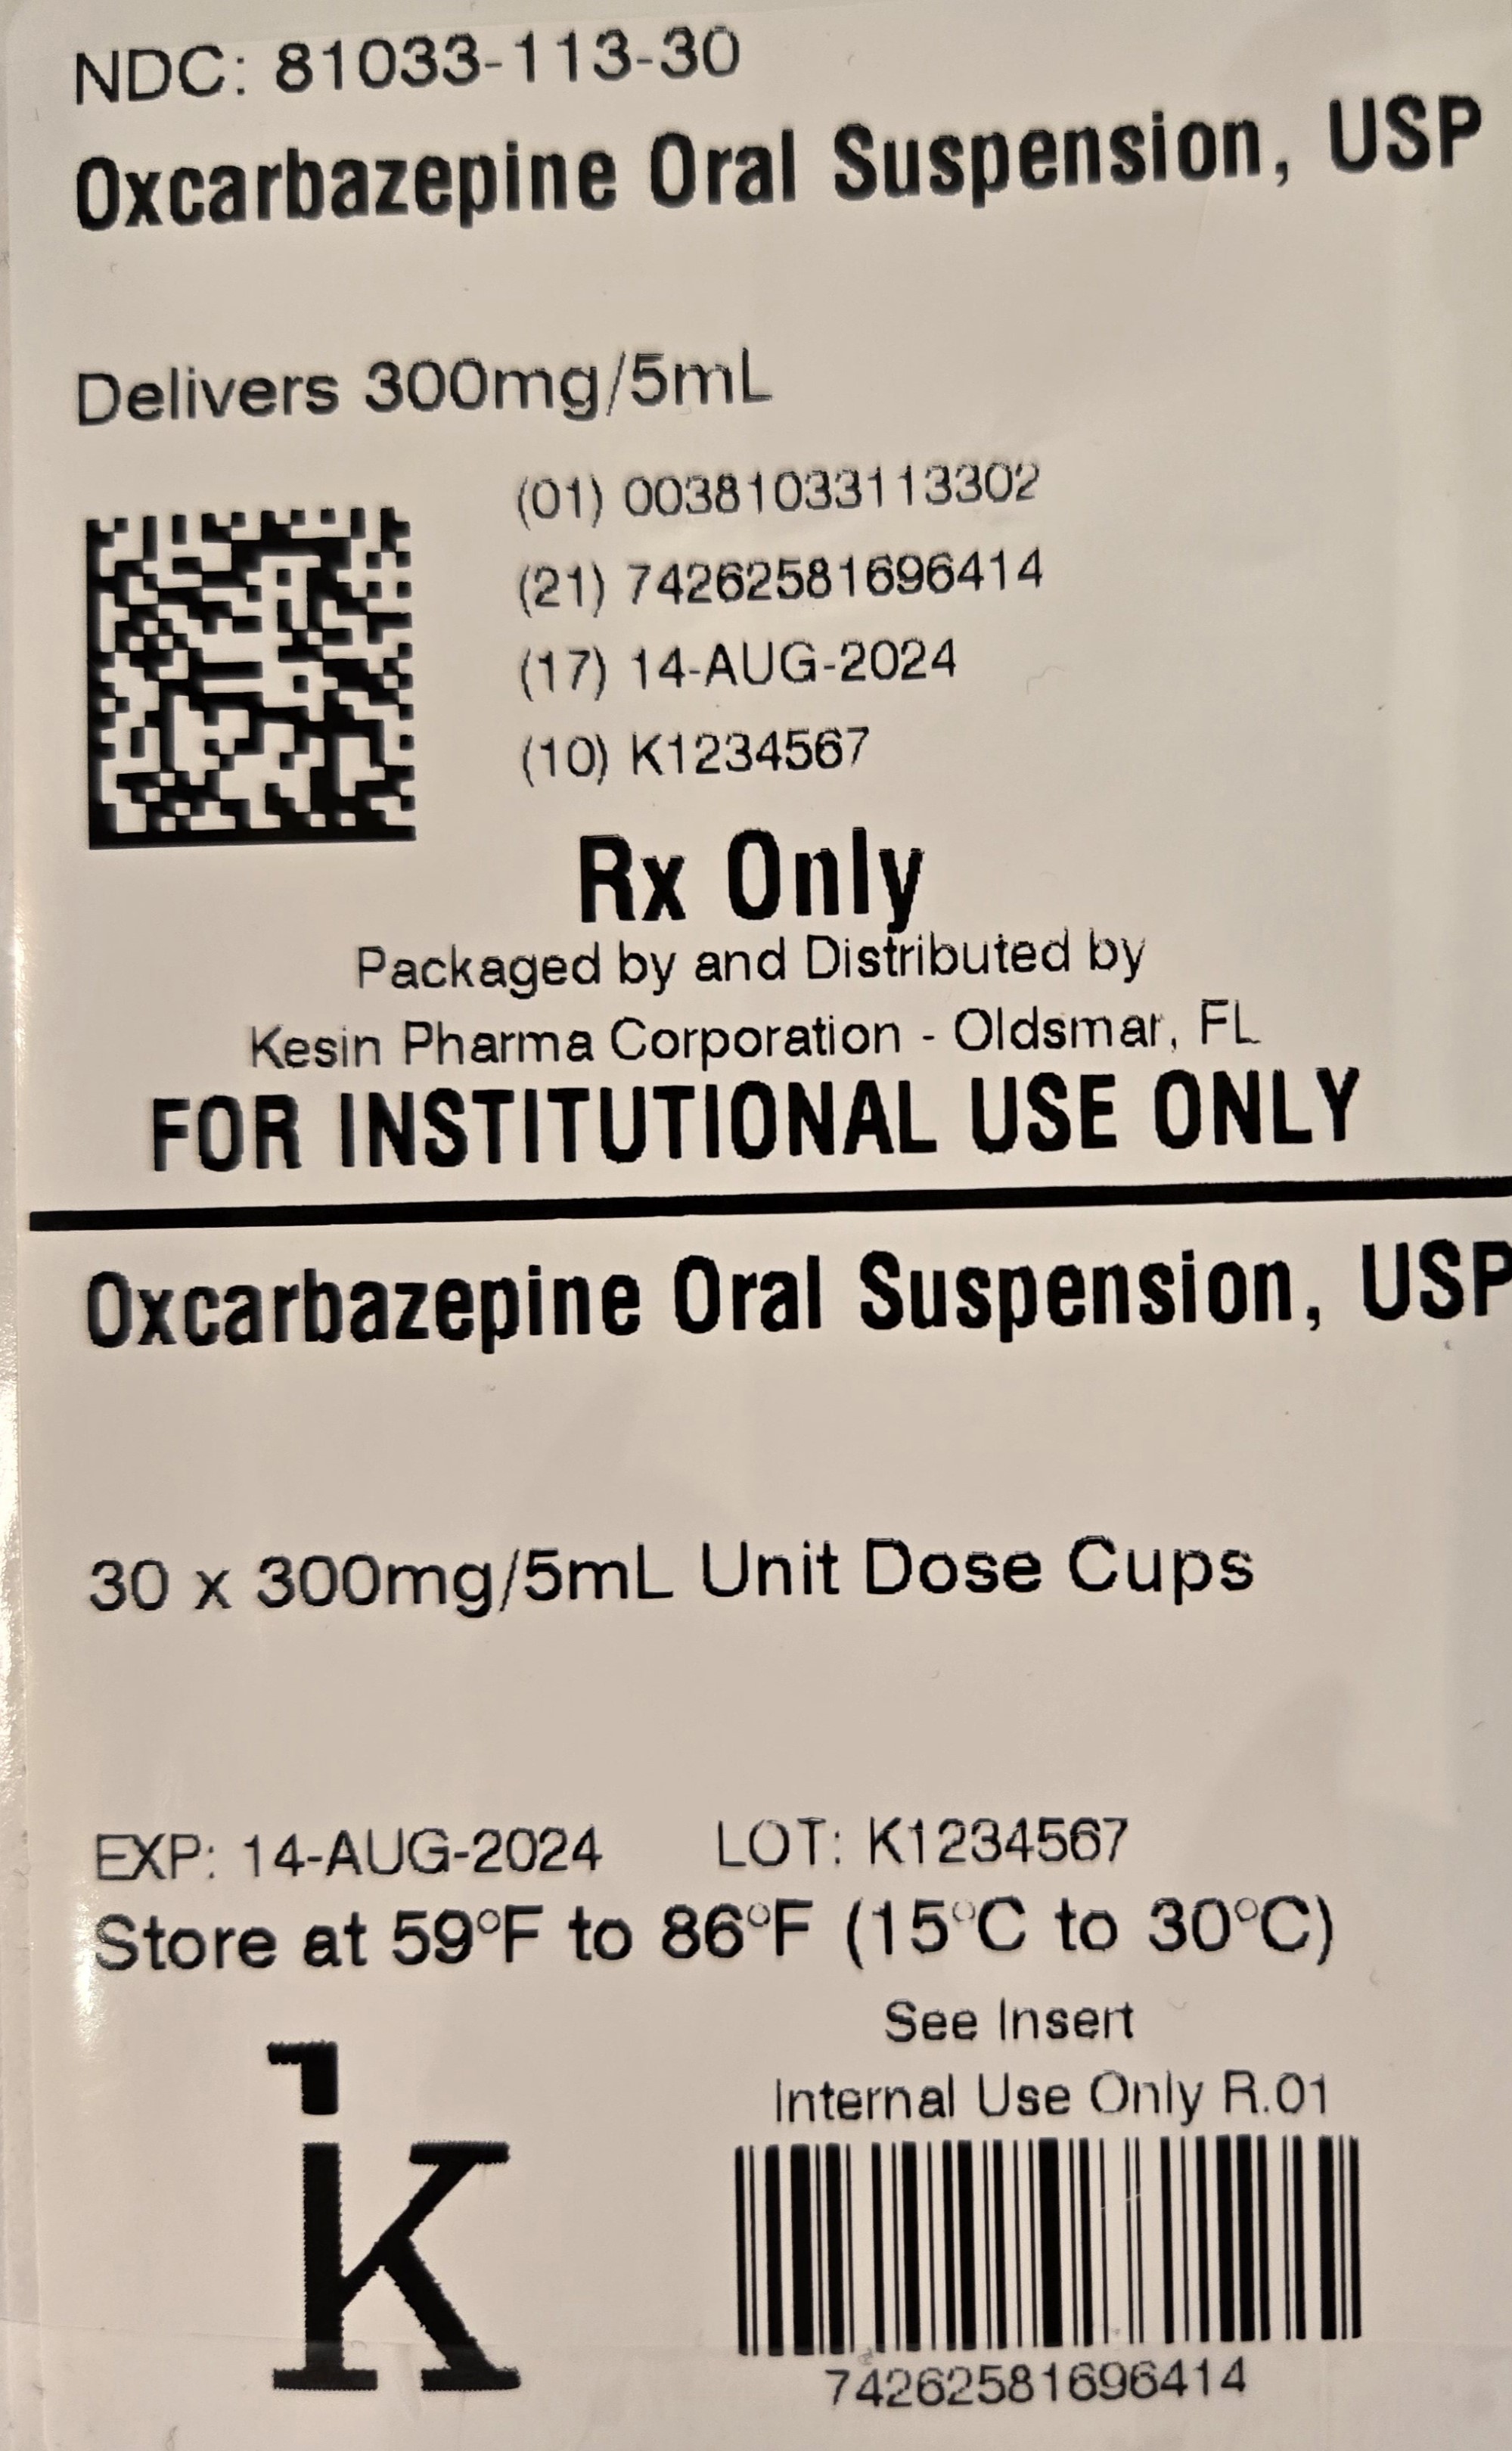 NDC: 81033-113-30
Oxcarbazepine Oral Suspension, USP
Delivers 300mg/5mL
(01) 00381033113302
(21) 74262581696414
(17) 14-AUG-2024
(10) K1234567
Rx Only
Packaged by and Distributed by
Kesin Pharma Corporation - Oldsmar, FL
FOR INSTITUTIONAL USE ONLY
Oxcarbazepine Oral Suspension, USP
30 x 300mg/5mL Unit Dose Cups
EXP: 14-AUG-2024 LOT: K1234567
Store at 59°F to 86°F (15°C to 30°C)
See Insert
Internal Use Only R.01
k
74262581696414